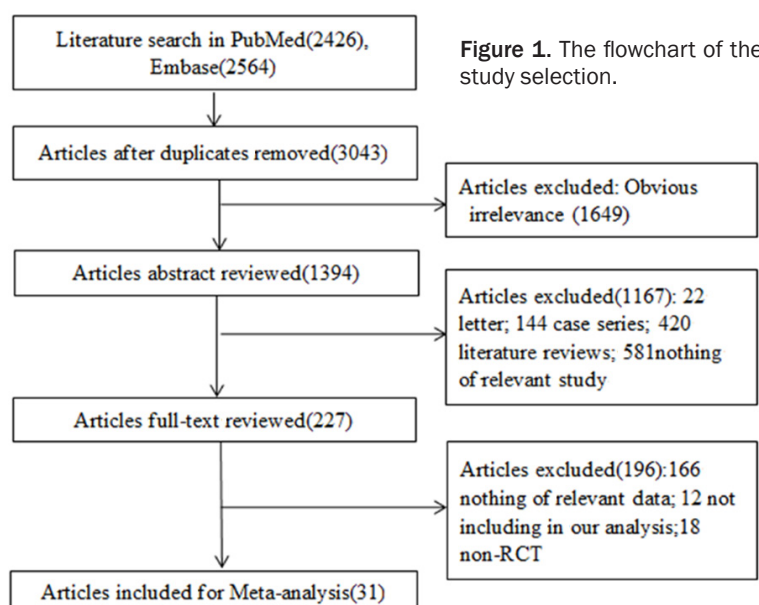 Literature search in PubMed(2426),
Embase(2564)
Figure 1. The flowchart of the
study selection.
Articles after duplicates removed(3043)
Articles excluded: Obvious
irrelevance (1649)
Articles abstract reviewed(1394)
Articles excluded(1167): 22
letter; 144 case series; 420
literature reviews; 581nothing
of relevant study
Articles full-text reviewed(227)
Articles excluded(196):166
nothing of relevant data; 12 not
including in our analysis;18
non-RCT
Articles included for Meta-analysis(31)